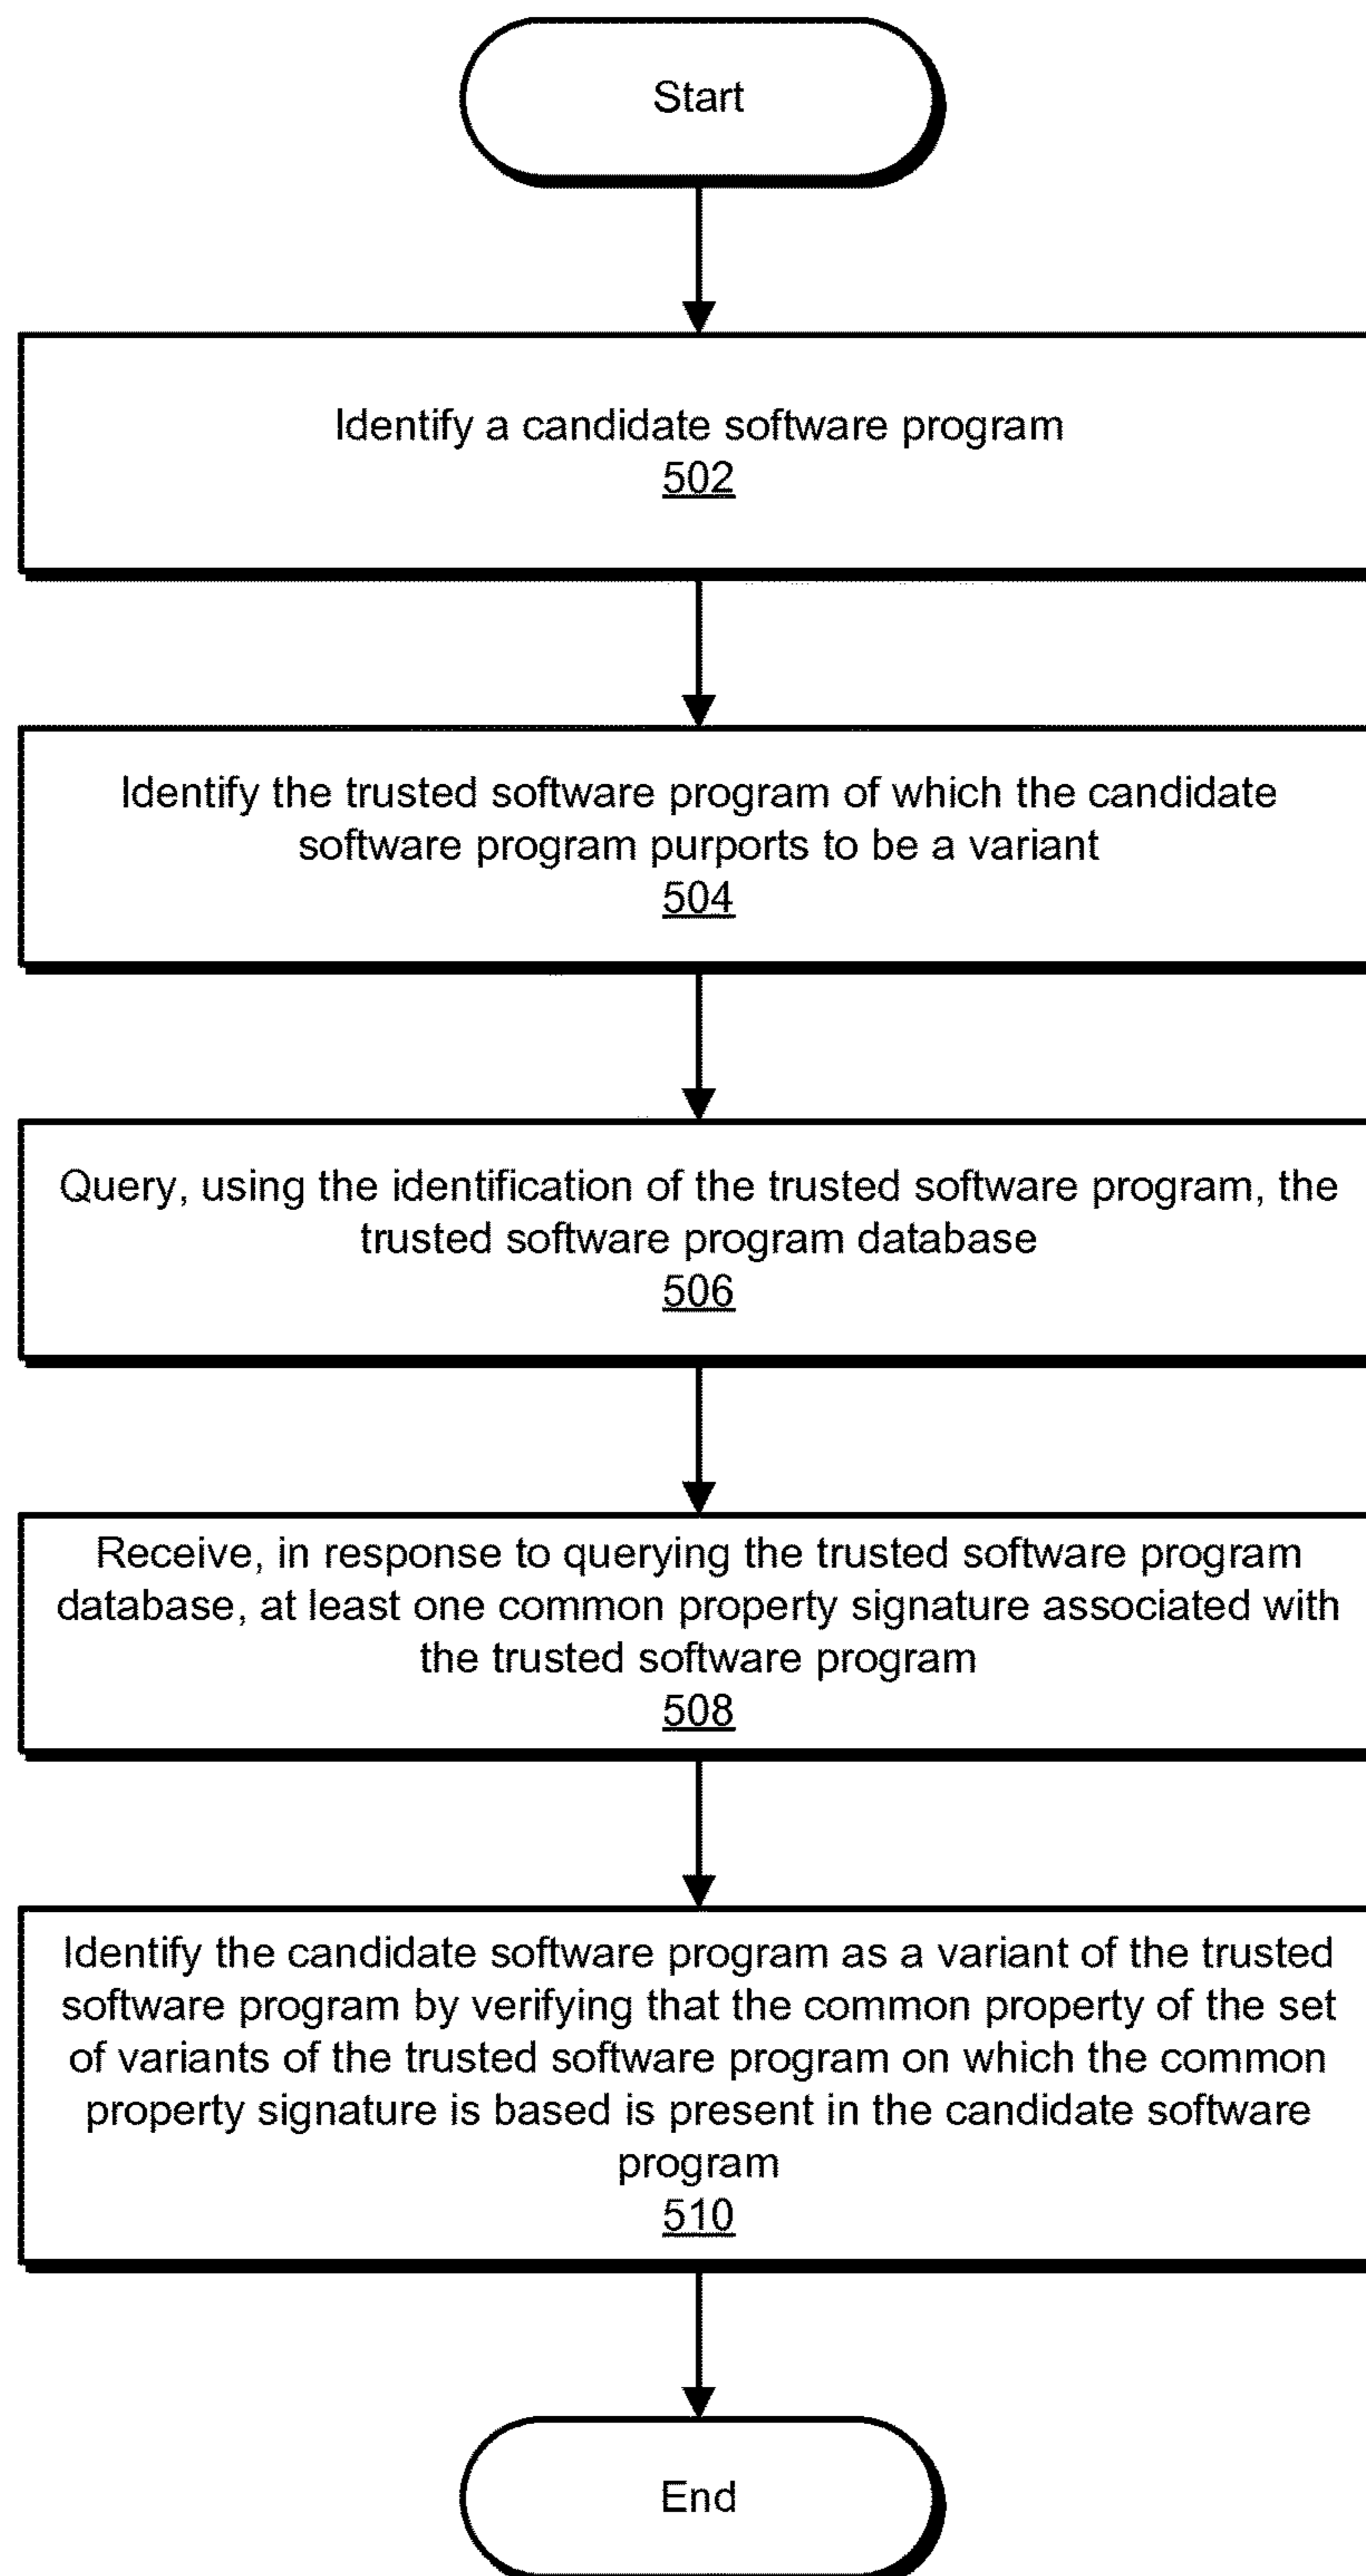 Start
Identify a candidate software program
502
Identify the trusted software program of which the candidate
software program purports to be a variant
504
Query, using the identification of the trusted software program, the
trusted software program database
506
Receive, in response to querying the trusted software program
database, at least one common property signature associated with
the trusted software program
508
Identify the candidate software program as a variant of the trusted
software program by verifying that the common property of the set
of variants of the trusted software program on which the common
property signature is based is present in the candidate software
program
510
End